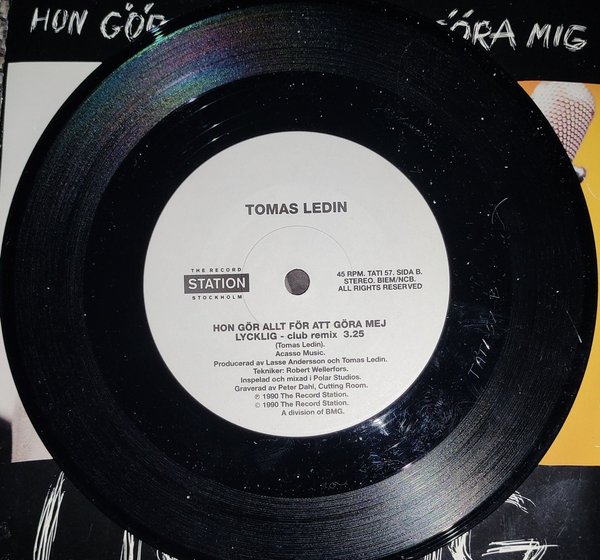 HON GÖR
GÖRA MIG
TOMAS LEDIN
THE RECORD
STATION
STOCKHOLM
45 RPM. TATI 57. SIDA B.
STEREO. BIEM/NCB.
ALL RIGHTS RESERVED
HON GÖR ALLT FÖR ATT GÖRA MEJ
LYCKLIG - club remix 3.25
(Tomas Ledin).
Acasso Music.
Producerad av Lasse Andersson och Tomas Ledin.
Tekniker: Robert Wellerfors.
Inspelad och mixad i Polar Studios.
Graverad av Peter Dahl, Cutting Room.
℗ 1990 The Record Station.
© 1990 The Record Station.
A division of BMG.